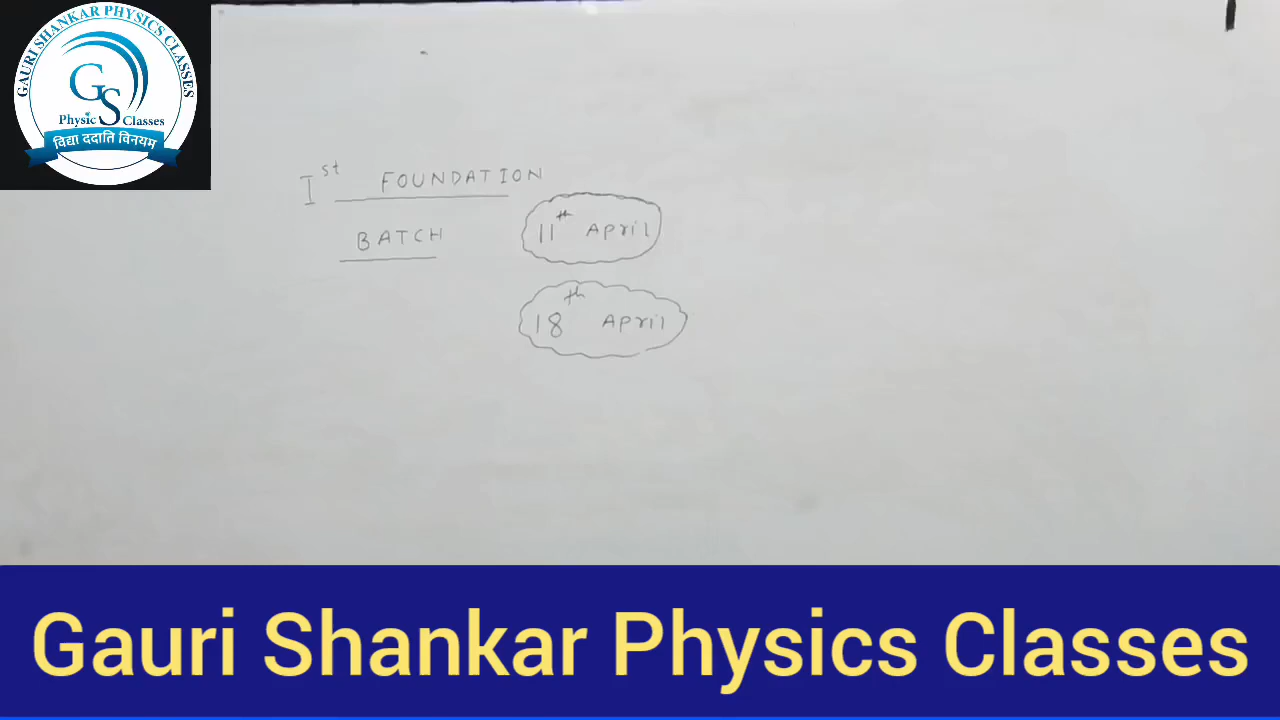 GAURI SHANKAR PHYSICS CLASSES
GS
Physics Classes
विद्या ददाति विनयम
Ist FOUNDATION
BATCH
11th April
18th April
Gauri Shankar Physics Classes